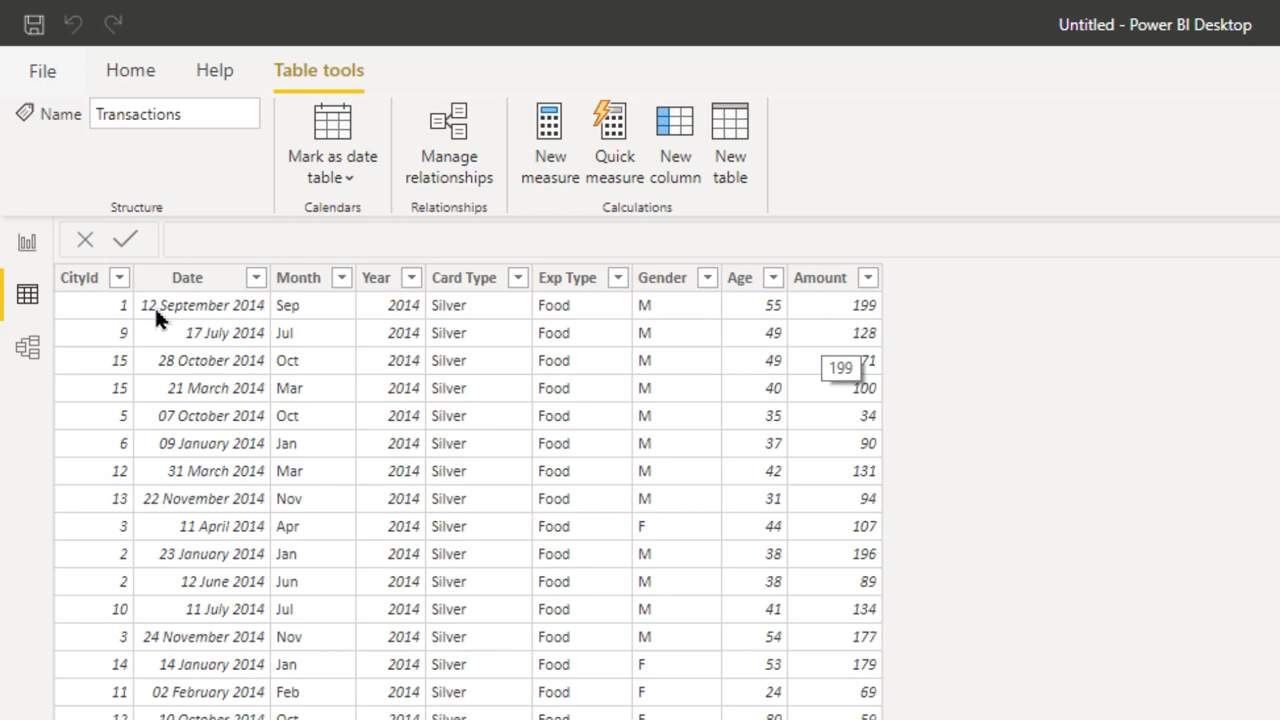 Untitled - Power BI Desktop
File Home Help Table tools
Name Transactions
Mark as date table
Manage relationships
New measure
Quick measure
New column
New table
Structure Calendars Relationships Calculations
CityId Date Month Year Card Type Exp Type Gender Age Amount
1 12 September 2014 Sep 2014 Silver Food M 55 199
9 17 July 2014 Jul 2014 Silver Food M 49 128
15 28 October 2014 Oct 2014 Silver Food M 49 71
199
15 21 March 2014 Mar 2014 Silver Food M 40 100
5 07 October 2014 Oct 2014 Silver Food M 35 34
6 09 January 2014 Jan 2014 Silver Food M 37 90
12 31 March 2014 Mar 2014 Silver Food M 42 131
13 22 November 2014 Nov 2014 Silver Food M 31 94
3 11 April 2014 Apr 2014 Silver Food F 44 107
2 23 January 2014 Jan 2014 Silver Food M 38 196
2 12 June 2014 Jun 2014 Silver Food M 38 89
10 11 July 2014 Jul 2014 Silver Food M 41 134
3 24 November 2014 Nov 2014 Silver Food M 54 177
14 14 January 2014 Jan 2014 Silver Food F 53 179
11 02 February 2014 Feb 2014 Silver Food F 24 69
10 October 2014 Oct 2014 Silver Food